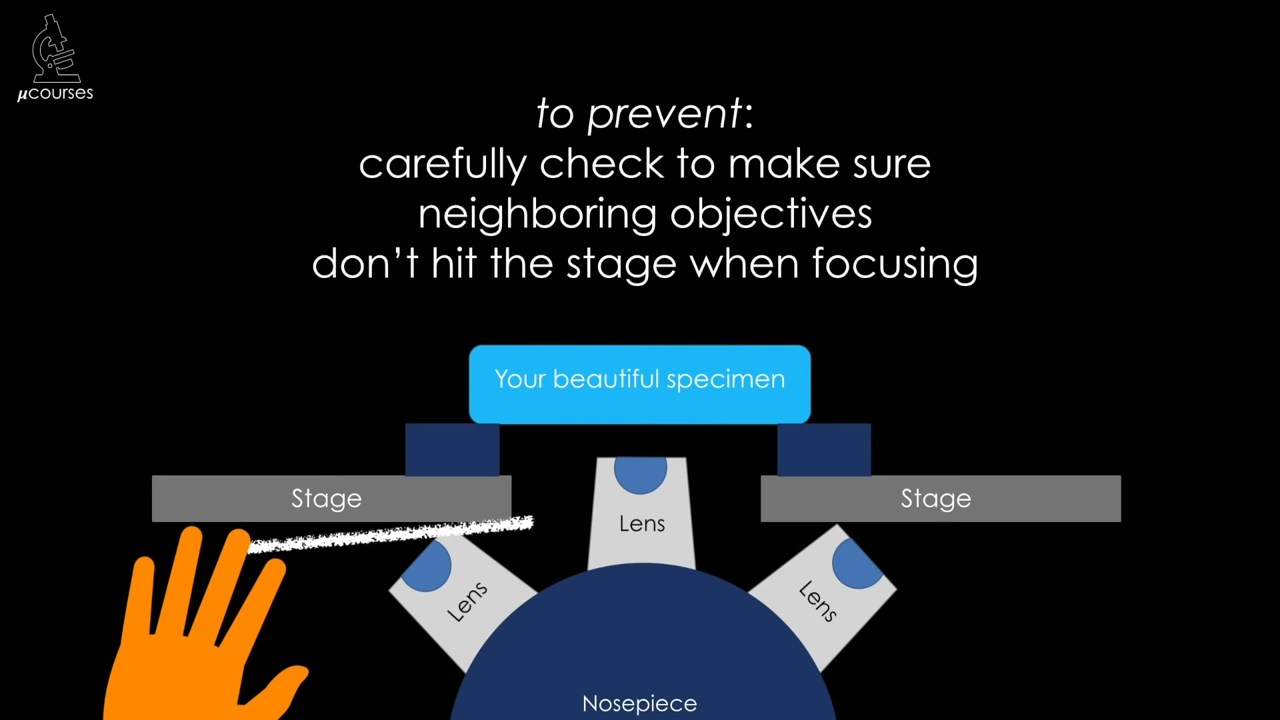 µcourses
to prevent:
carefully check to make sure
neighboring objectives
don’t hit the stage when focusing
Your beautiful specimen
Stage
Stage
Lens
Lens
Lens
Nosepiece